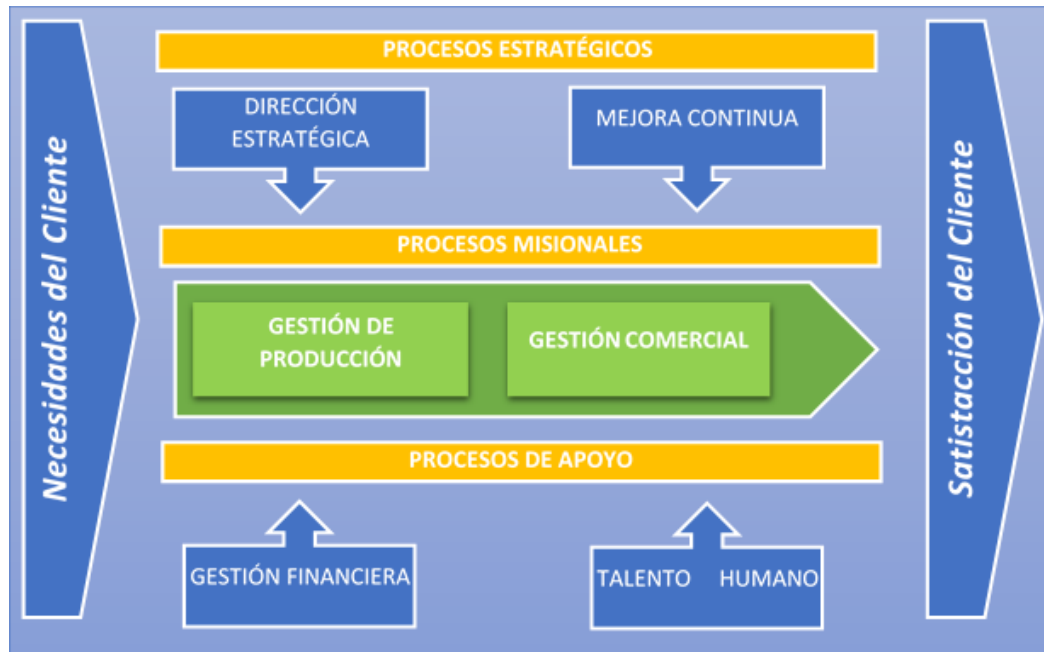 Necesidades del Cliente
PROCESOS ESTRATÉGICOS
DIRECCIÓN
ESTRATÉGICA
MEJORA CONTINUA
PROCESOS MISIONALES
GESTIÓN DE
PRODUCCIÓN
GESTIÓN COMERCIAL
PROCESOS DE APOYO
GESTIÓN FINANCIERA
TALENTO HUMANO
Satistacción del Cliente